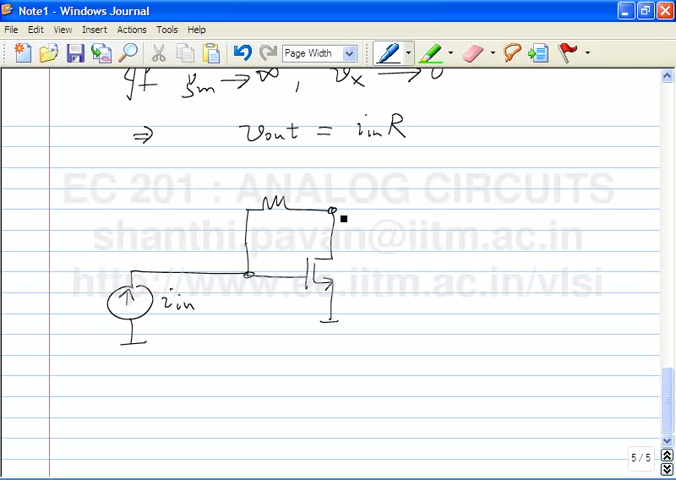 Note1 - Windows Journal
File Edit View Insert Actions Tools Help
Page Width
If gm → ∞, vx → 0
⇒ vout = iin R
EC 201 : ANALOG CIRCUITS
shanthi.pavan@iitm.ac.in
http://www.ee.iitm.ac.in/vlsi
iin
5 / 5